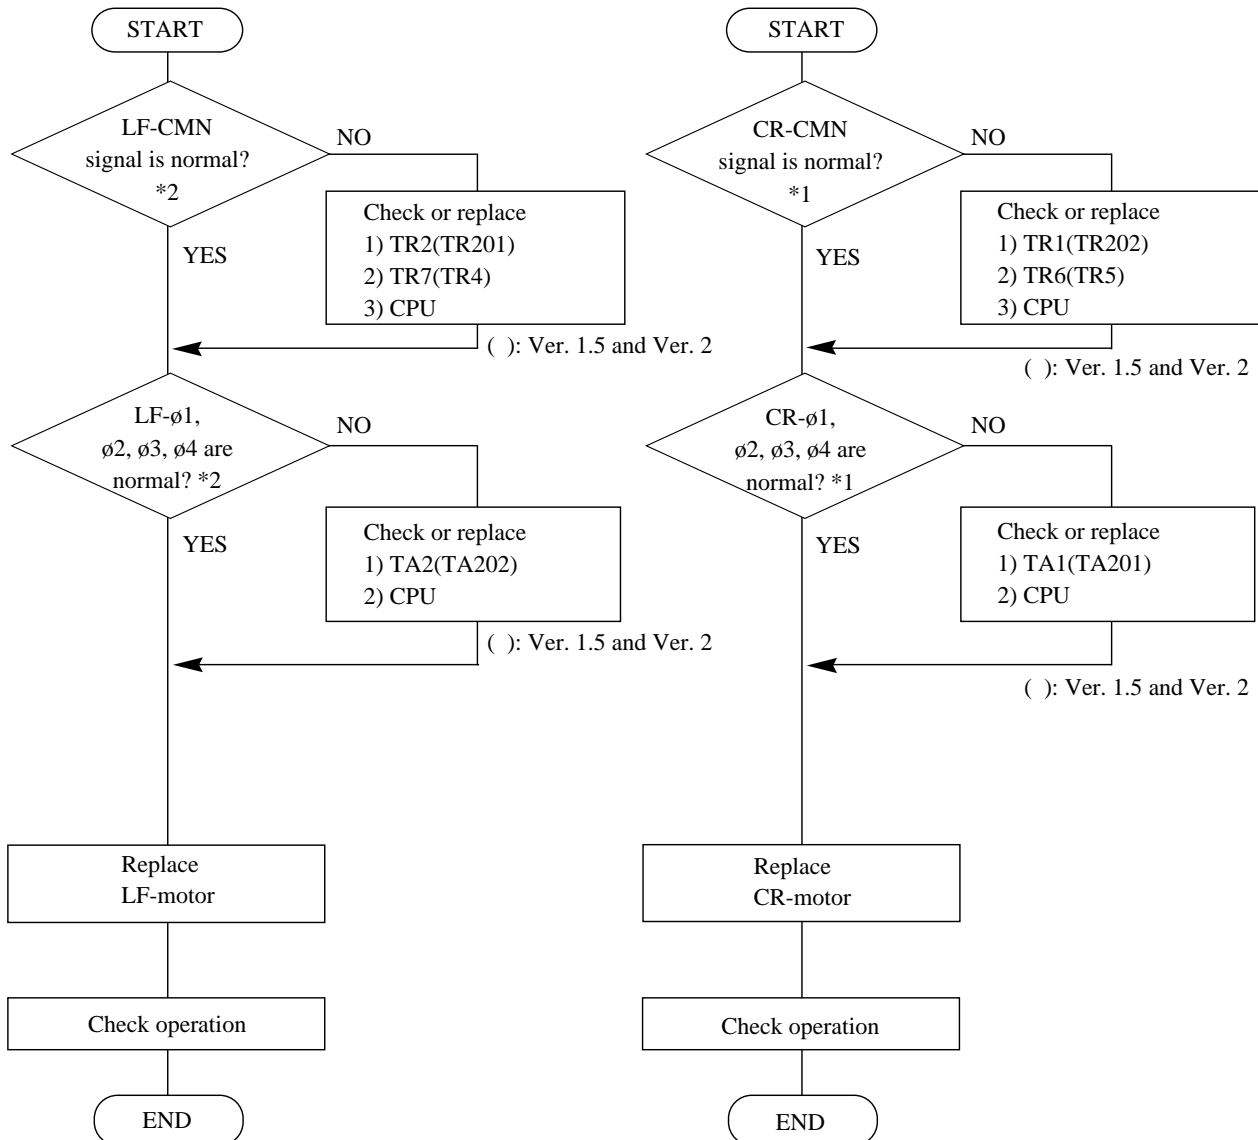 START
LF-CMN
signal is normal?
*2
NO
YES
Check or replace
1) TR2(TR201)
2) TR7(TR4)
3) CPU
( ): Ver. 1.5 and Ver. 2
LF-ø1,
ø2, ø3, ø4 are
normal? *2
NO
YES
Check or replace
1) TA2(TA202)
2) CPU
( ): Ver. 1.5 and Ver. 2
Replace
LF-motor
Check operation
END
START
CR-CMN
signal is normal?
*1
NO
YES
Check or replace
1) TR1(TR202)
2) TR6(TR5)
3) CPU
( ): Ver. 1.5 and Ver. 2
CR-ø1,
ø2, ø3, ø4 are
normal? *1
NO
YES
Check or replace
1) TA1(TA201)
2) CPU
( ): Ver. 1.5 and Ver. 2
Replace
CR-motor
Check operation
END